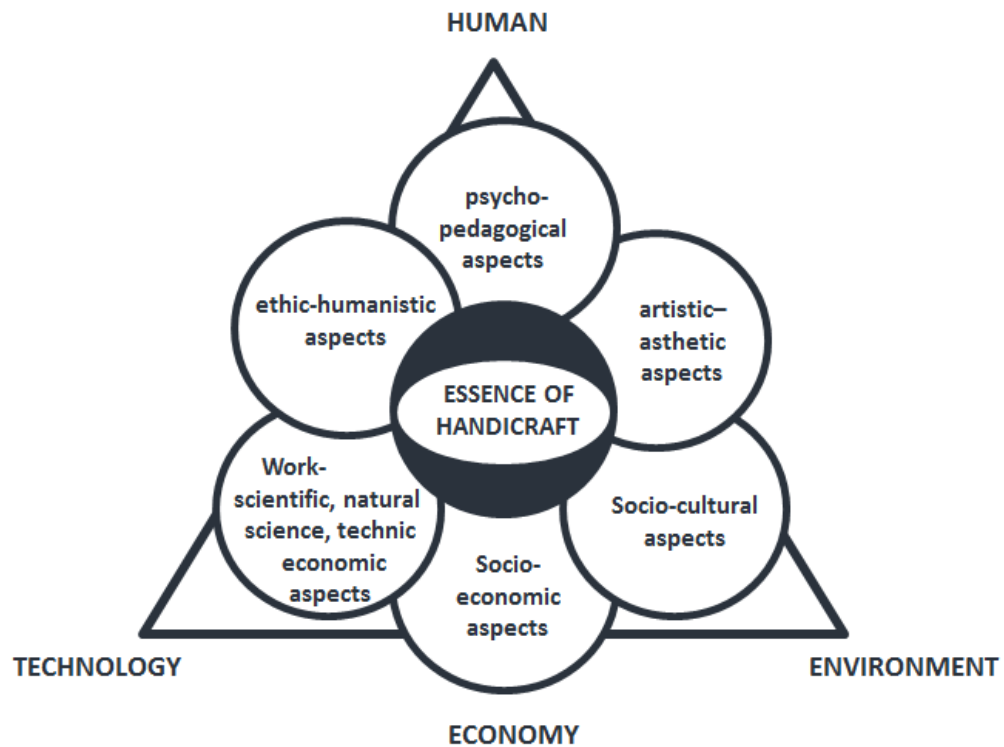 HUMAN
psycho-
pedagogical
aspects
ethic-humanistic
aspects
artistic–
asthetic
aspects
ESSENCE OF
HANDICRAFT
Work-
scientific, natural
science, technic
economic
aspects
Socio-cultural
aspects
Socio-
economic
aspects
TECHNOLOGY
ENVIRONMENT
ECONOMY